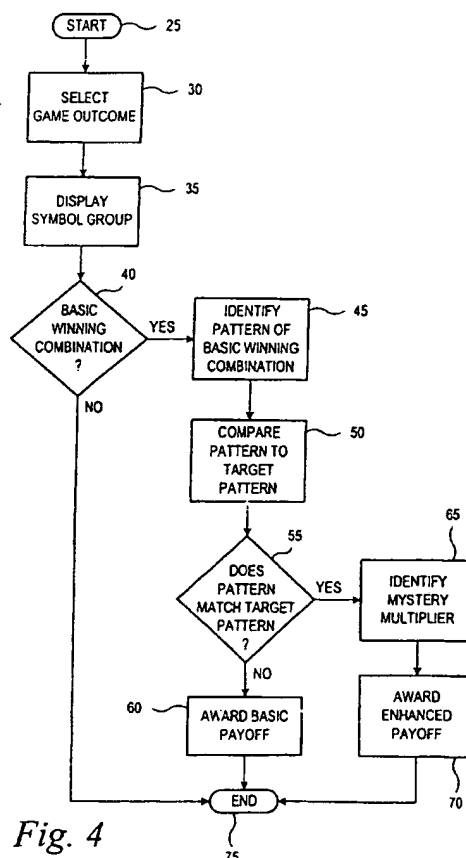 START
25
SELECT
GAME OUTCOME
30
DISPLAY
SYMBOL GROUP
35
BASIC
WINNING
COMBINATION
?
40
YES
NO
IDENTIFY
PATTERN OF
BASIC WINNING
COMBINATION
45
COMPARE
PATTERN TO
TARGET
PATTERN
50
DOES
PATTERN
MATCH TARGET
PATTERN
?
55
YES
NO
IDENTIFY
MYSTERY
MULTIPLIER
65
60
AWARD BASIC
PAYOFF
AWARD
ENHANCED
PAYOFF
70
END
75
Fig. 4